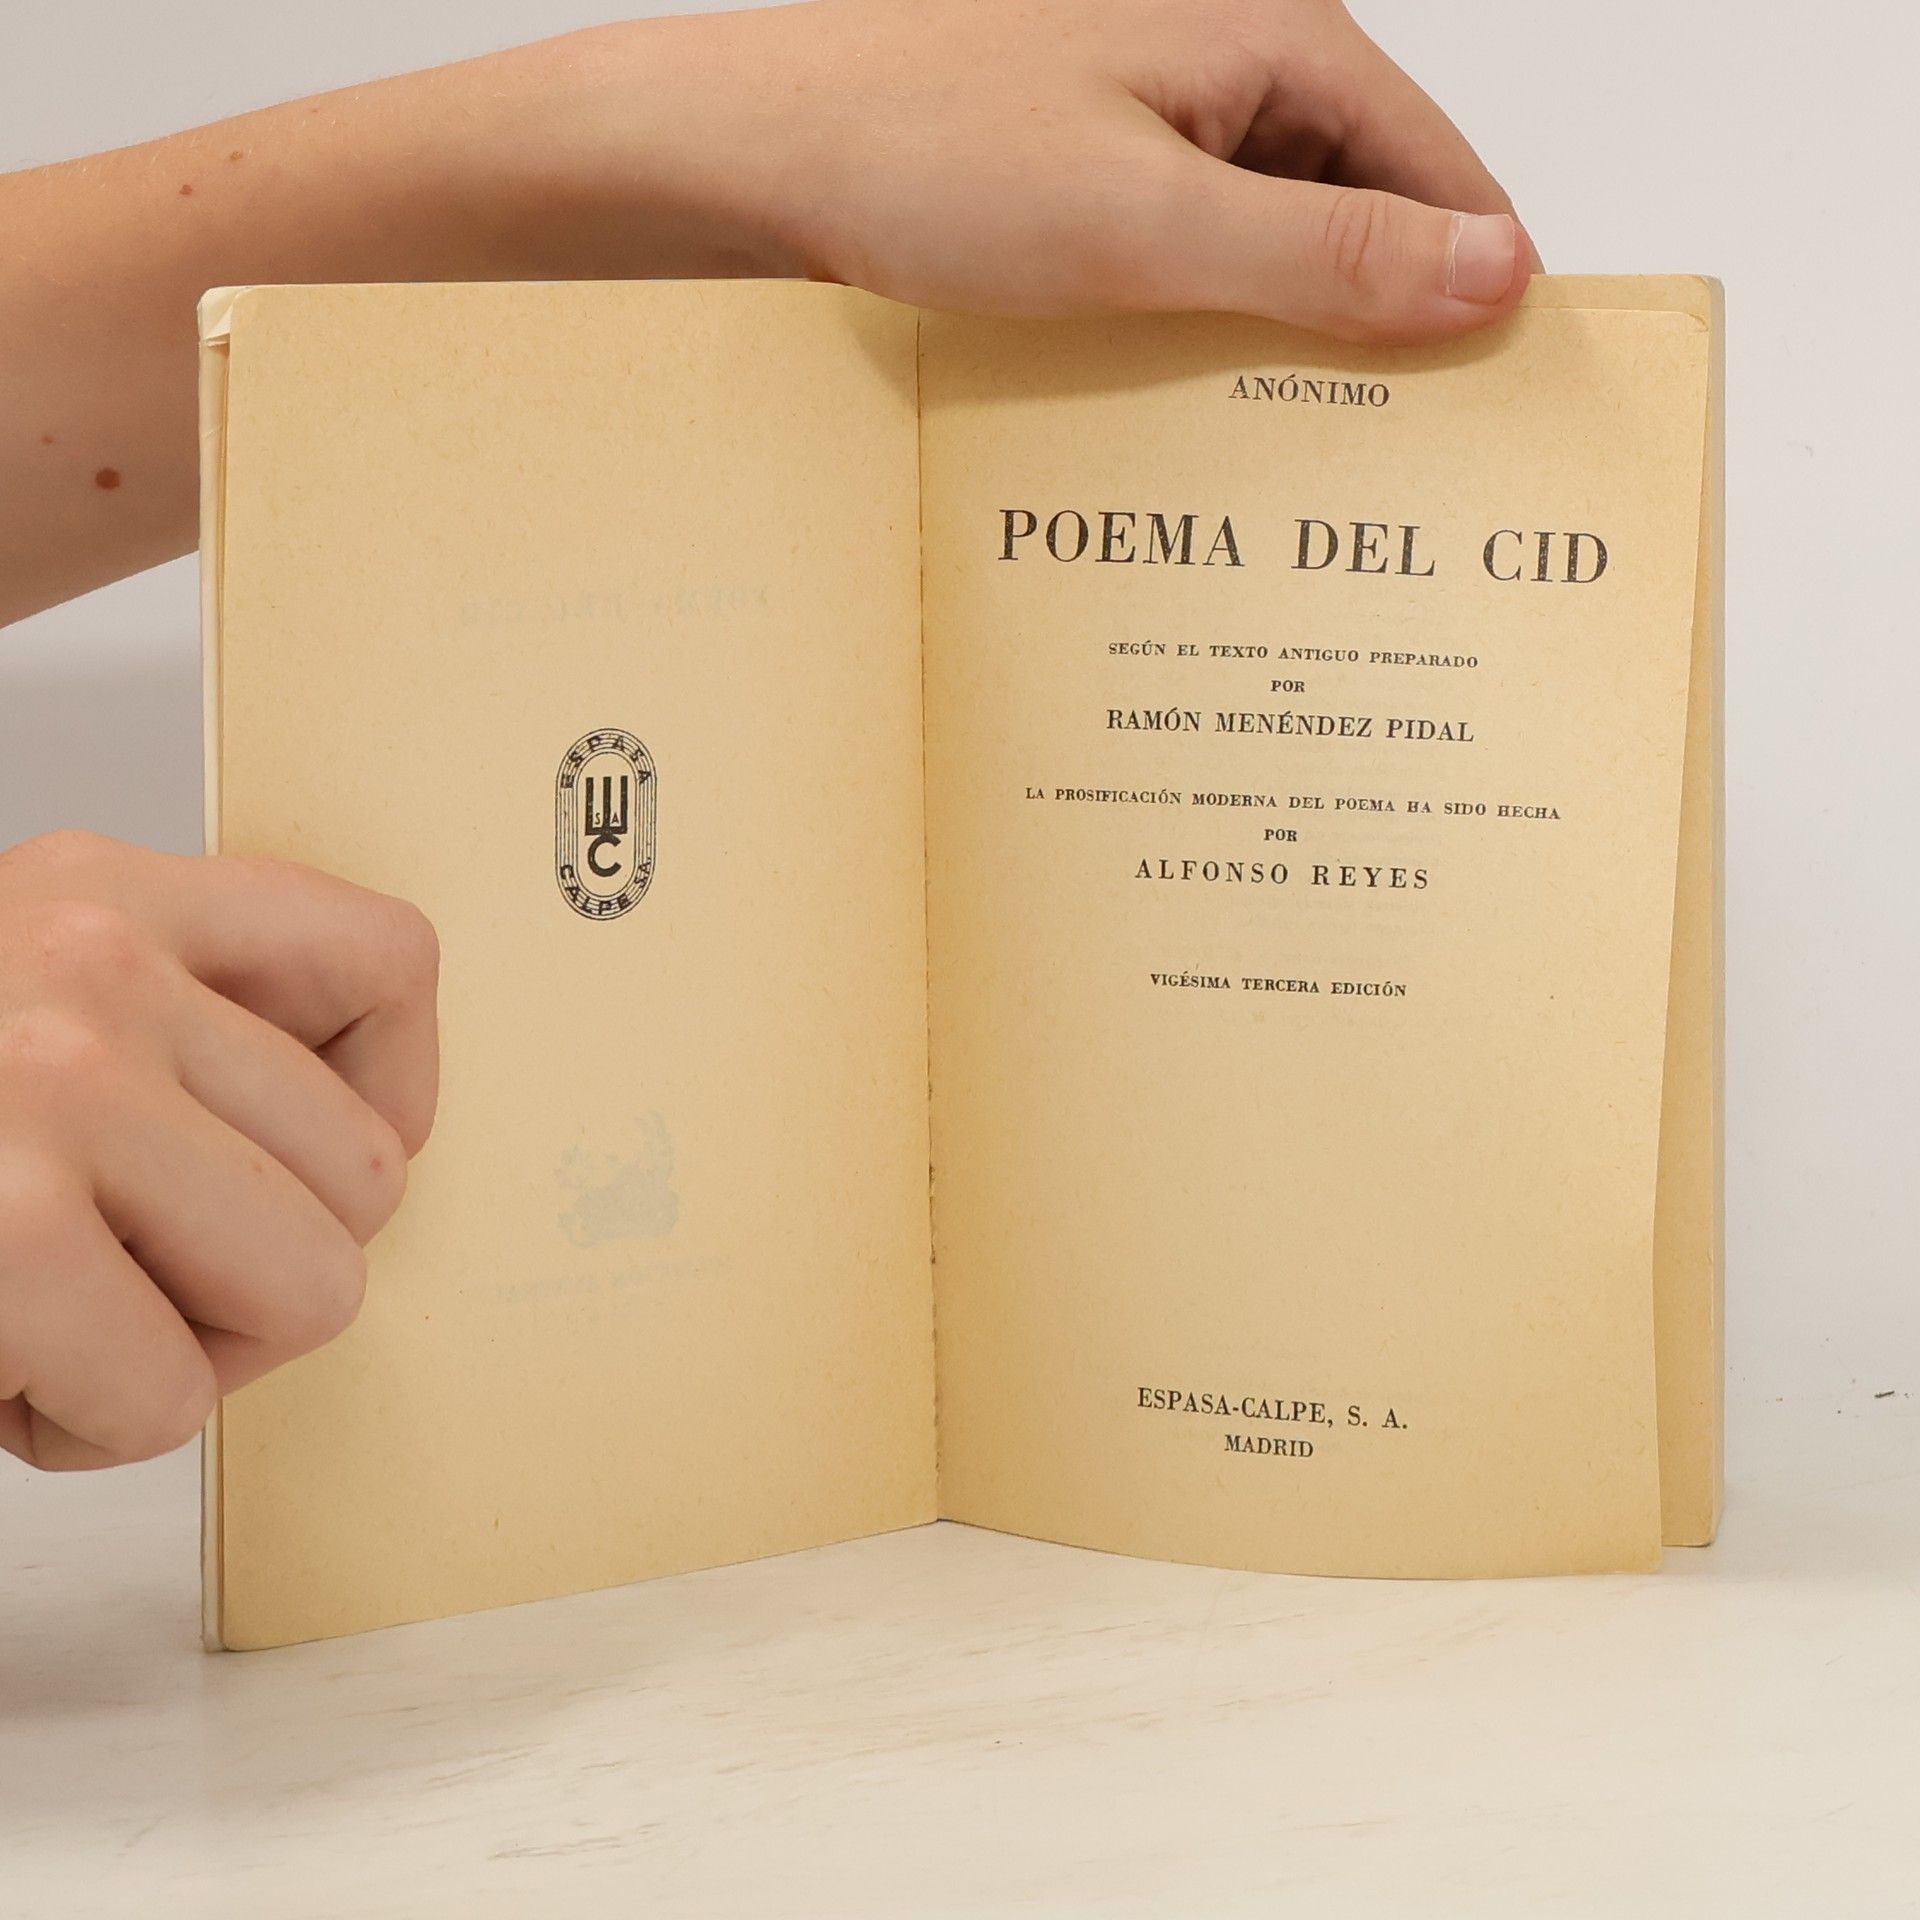 ESPASA
SA
C
CALPE S.A.
ANÓNIMO
POEMA DEL CID
SEGÚN EL TEXTO ANTIGUO PREPARADO
POR
RAMÓN MENÉNDEZ PIDAL
LA PROSIFICACIÓN MODERNA DEL POEMA HA SIDO HECHA
POR
ALFONSO REYES
VIGÉSIMA TERCERA EDICIÓN
ESPASA-CALPE, S. A.
MADRID